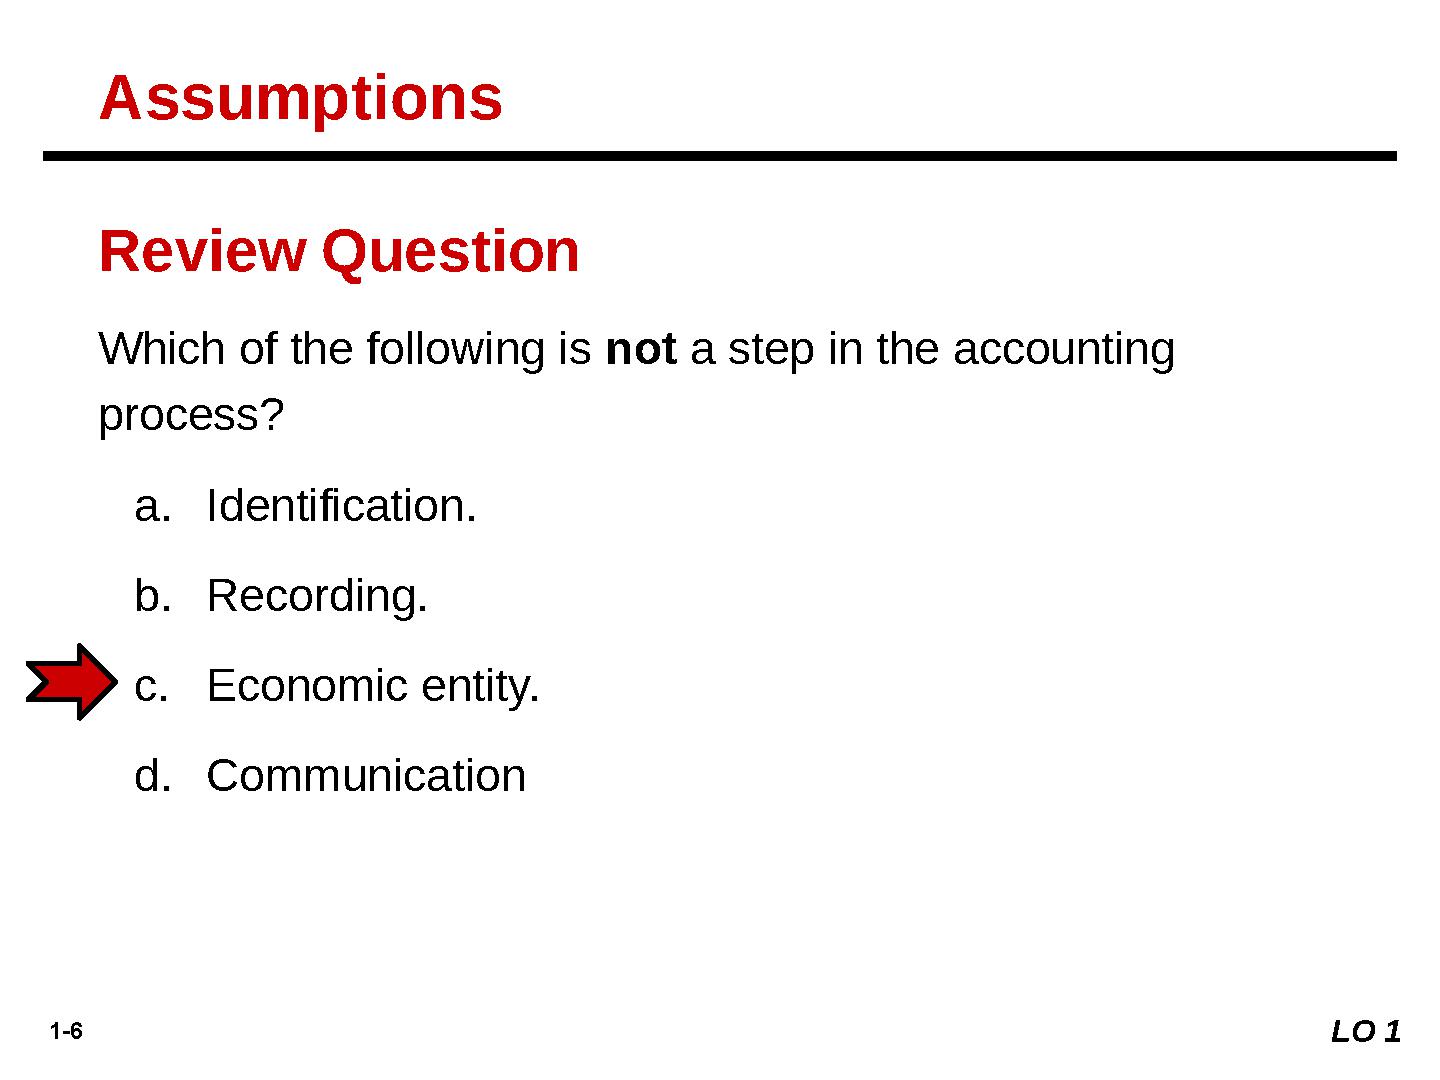 Assumptions
Review Question
Which of the following is not a step in the accounting
process?
a. Identification.
b. Recording.
c. Economic entity.
d. Communication
1-6
LO 1